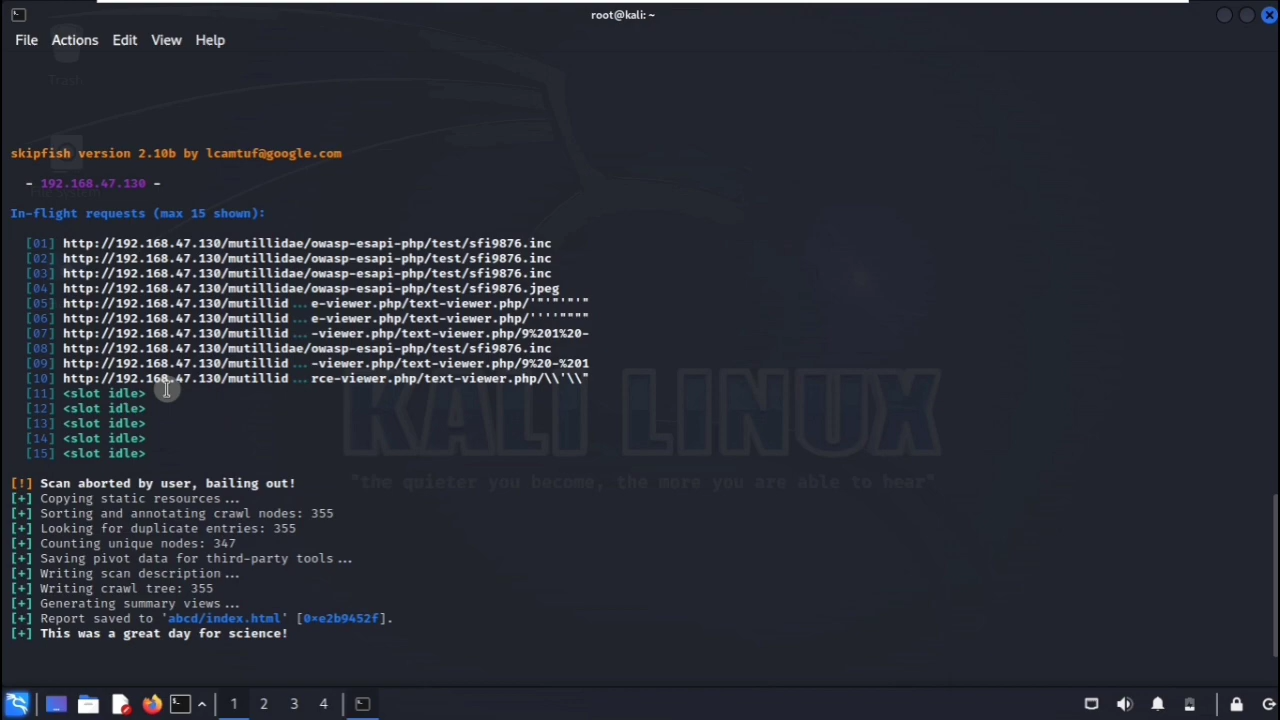 root@kali: ~
File Actions Edit View Help
Trash
skipfish version 2.10b by lcamtuf@google.com
- 192.168.47.130 -
In-flight requests (max 15 shown):
[01] http://192.168.47.130/mutillidae/owasp-esapi-php/test/sfi9876.inc
[02] http://192.168.47.130/mutillidae/owasp-esapi-php/test/sfi9876.inc
[03] http://192.168.47.130/mutillidae/owasp-esapi-php/test/sfi9876.inc
[04] http://192.168.47.130/mutillidae/owasp-esapi-php/test/sfi9876.jpeg
[05] http://192.168.47.130/mutillid ... e-viewer.php/text-viewer.php/'"'"'"'"
[06] http://192.168.47.130/mutillid ... e-viewer.php/text-viewer.php/''''""""
[07] http://192.168.47.130/mutillid ... -viewer.php/text-viewer.php/9%201%20-
[08] http://192.168.47.130/mutillidae/owasp-esapi-php/test/sfi9876.inc
[09] http://192.168.47.130/mutillid ... -viewer.php/text-viewer.php/9%20-%201
[10] http://192.168.47.130/mutillid ... rce-viewer.php/text-viewer.php/\\'\\"
[11] <slot idle>
[12] <slot idle>
[13] <slot idle>
[14] <slot idle>
[15] <slot idle>
KALI LINUX
"the quieter you become, the more you are able to hear"
[!] Scan aborted by user, bailing out!
[+] Copying static resources ...
[+] Sorting and annotating crawl nodes: 355
[+] Looking for duplicate entries: 355
[+] Counting unique nodes: 347
[+] Saving pivot data for third-party tools ...
[+] Writing scan description ...
[+] Writing crawl tree: 355
[+] Generating summary views ...
[+] Report saved to 'abcd/index.html' [0×e2b9452f].
[+] This was a great day for science!
1 2 3 4